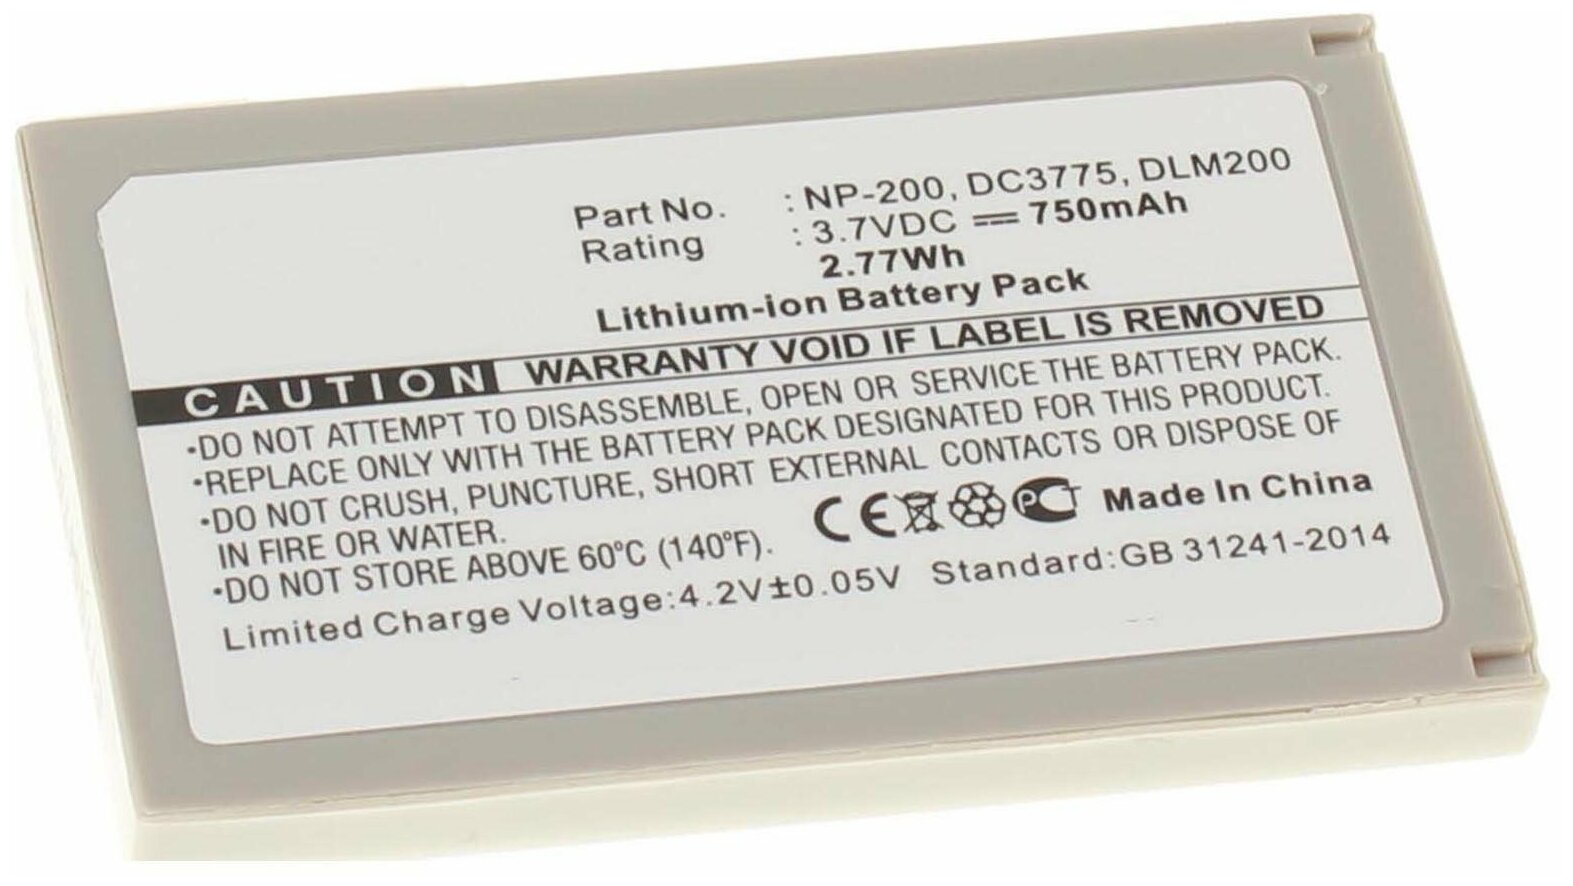 Part No. : NP-200, DC3775, DLM200
Rating : 3.7VDC ⎓ 750mAh
2.77Wh
Lithium-ion Battery Pack
CAUTION WARRANTY VOID IF LABEL IS REMOVED
•DO NOT ATTEMPT TO DISASSEMBLE, OPEN OR SERVICE THE BATTERY PACK.
•REPLACE ONLY WITH THE BATTERY PACK DESIGNATED FOR THIS PRODUCT.
•DO NOT CRUSH, PUNCTURE, SHORT EXTERNAL CONTACTS OR DISPOSE OF
IN FIRE OR WATER.
CE PCT Made In China
•DO NOT STORE ABOVE 60°C (140°F).
Limited Charge Voltage:4.2V±0.05V Standard:GB 31241-2014